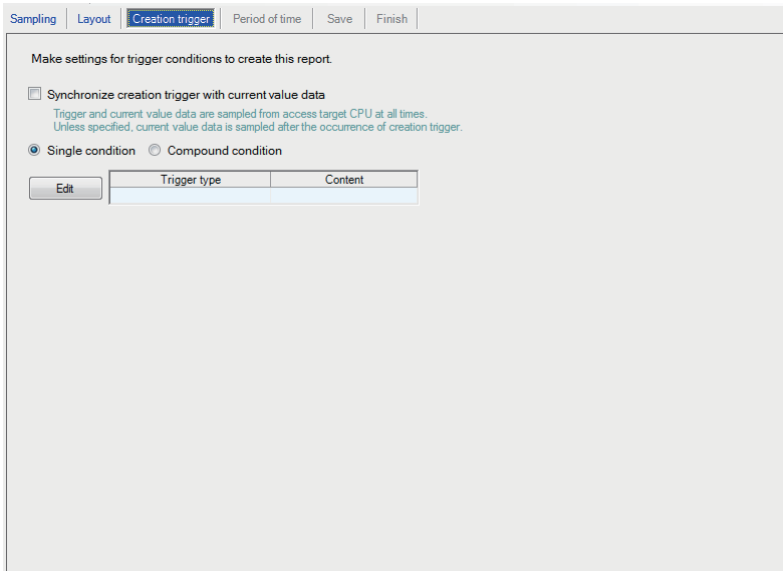 Sampling Layout Creation trigger Period of time Save Finish
Make settings for trigger conditions to create this report.
Synchronize creation trigger with current value data
Trigger and current value data are sampled from access target CPU at all times.
Unless specified, current value data is sampled after the occurrence of creation trigger.
Single condition Compound condition
Edit Trigger type Content